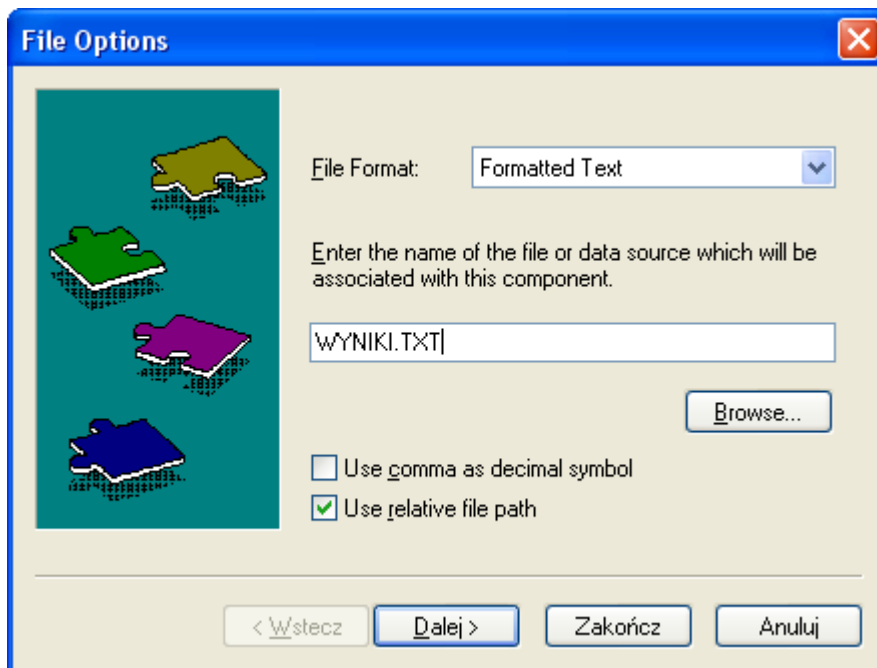 File Options
File Format:
Formatted Text
Enter the name of the file or data source which will be
associated with this component.
WYNIKI.TXT
Browse...
Use comma as decimal symbol
Use relative file path
< Wstecz
Dalej >
Zakończ
Anuluj